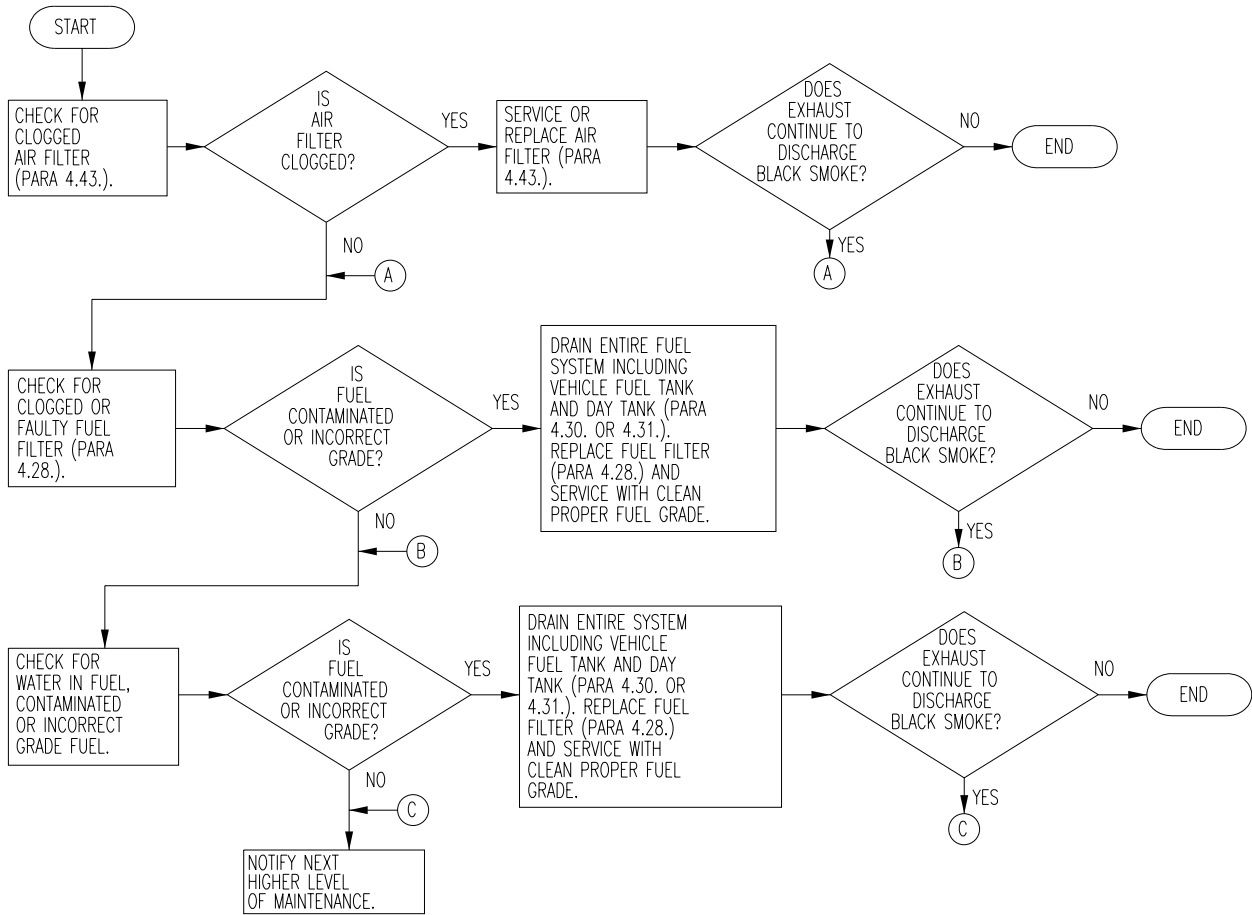 START
CHECK FOR
CLOGGED
AIR FILTER
(PARA 4.43.).
IS
AIR
FILTER
CLOGGED?
YES
SERVICE OR
REPLACE AIR
FILTER (PARA
4.43.).
DOES
EXHAUST
CONTINUE TO
DISCHARGE
BLACK SMOKE?
NO
END
NO
A
YES
A
CHECK FOR
CLOGGED OR
FAULTY FUEL
FILTER (PARA
4.28.).
IS
FUEL
CONTAMINATED
OR INCORRECT
GRADE?
YES
DRAIN ENTIRE FUEL
SYSTEM INCLUDING
VEHICLE FUEL TANK
AND DAY TANK (PARA
4.30. OR 4.31.).
REPLACE FUEL FILTER
(PARA 4.28.) AND
SERVICE WITH CLEAN
PROPER FUEL GRADE.
DOES
EXHAUST
CONTINUE TO
DISCHARGE
BLACK SMOKE?
NO
END
NO
B
YES
B
CHECK FOR
WATER IN FUEL,
CONTAMINATED
OR INCORRECT
GRADE FUEL.
IS
FUEL
CONTAMINATED
OR INCORRECT
GRADE?
YES
DRAIN ENTIRE SYSTEM
INCLUDING VEHICLE
FUEL TANK AND DAY
TANK (PARA 4.30. OR
4.31.). REPLACE FUEL
FILTER (PARA 4.28.)
AND SERVICE WITH
CLEAN PROPER FUEL
GRADE.
DOES
EXHAUST
CONTINUE TO
DISCHARGE
BLACK SMOKE?
NO
END
NO
C
YES
C
NOTIFY NEXT
HIGHER LEVEL
OF MAINTENANCE.